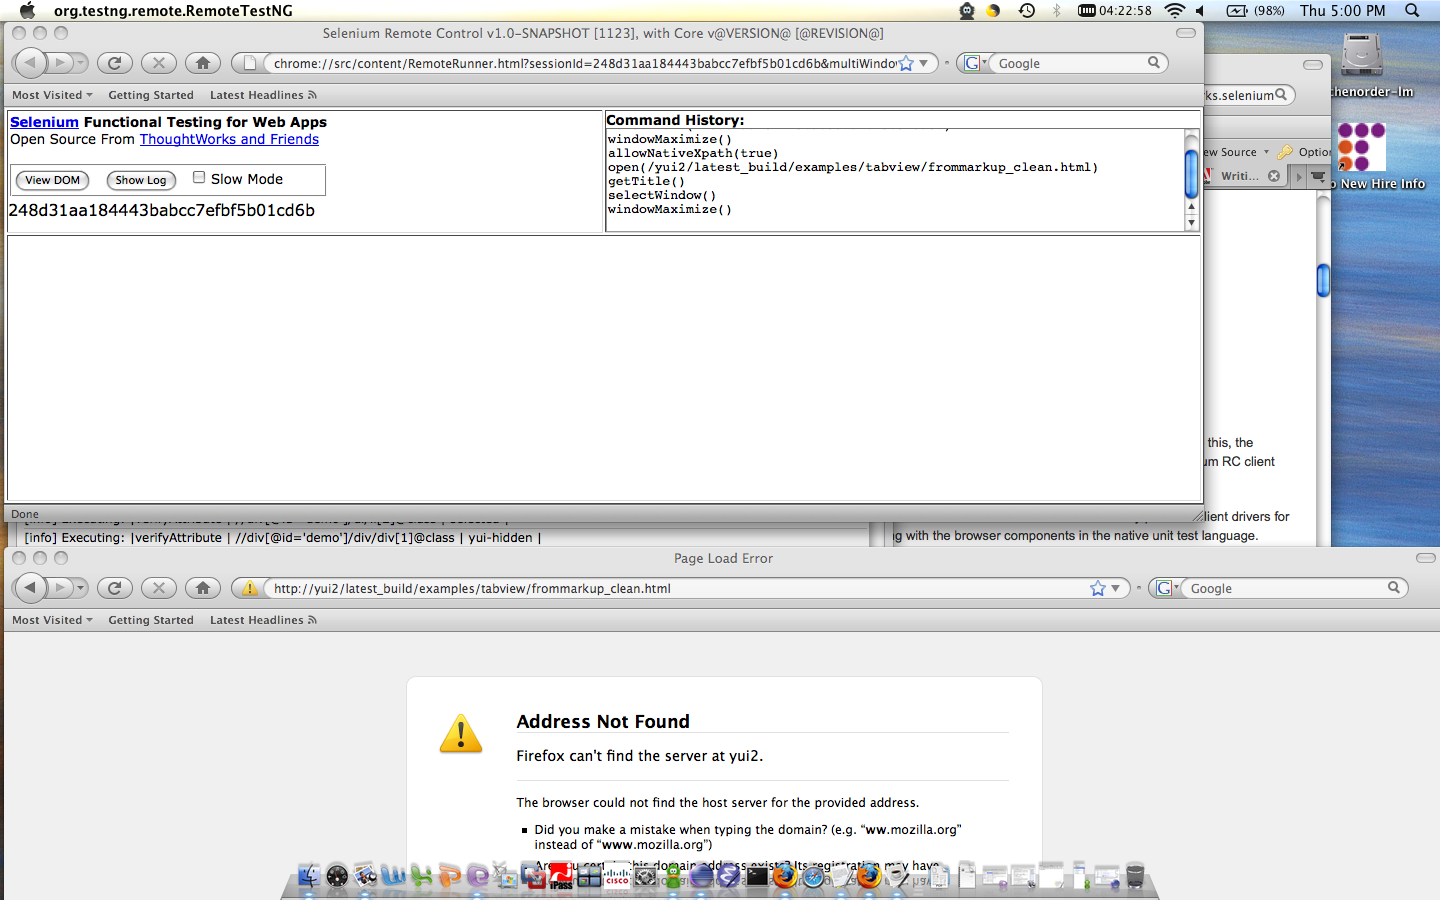 org.testng.remote.RemoteTestNG
04:22:58
(98%)
Thu 5:00 PM
Selenium Remote Control v1.0-SNAPSHOT [1123], with Core v@VERSION@ [@REVISION@]
chrome://src/content/RemoteRunner.html?sessionId=248d31aa184443babcc7efbf5b01cd6b&multiWindo
Google
Most Visited
Getting Started
Latest Headlines
Selenium Functional Testing for Web Apps
Open Source From ThoughtWorks and Friends
View DOM
Show Log
Slow Mode
248d31aa184443babcc7efbf5b01cd6b
Command History:
windowMaximize()
allowNativeXpath(true)
open(/yui2/latest_build/examples/tabview/frommarkup_clean.html)
getTitle()
selectWindow()
windowMaximize()
Done
ks.selenium
ew Source
Option
Writi...
henorder-lm
o New Hire Info
this, the
um RC client
lient drivers for
g with the browser components in the native unit test language.
[info] Executing: |verifyAttribute | //div[@id='demo']/div/div[1]@class | yui-hidden |
Page Load Error
http://yui2/latest_build/examples/tabview/frommarkup_clean.html
Google
Most Visited
Getting Started
Latest Headlines
Address Not Found
Firefox can't find the server at yui2.
The browser could not find the host server for the provided address.
Did you make a mistake when typing the domain? (e.g. "ww.mozilla.org"
instead of "www.mozilla.org")
this domain address exists? Its registration may have
iPass
CISCO